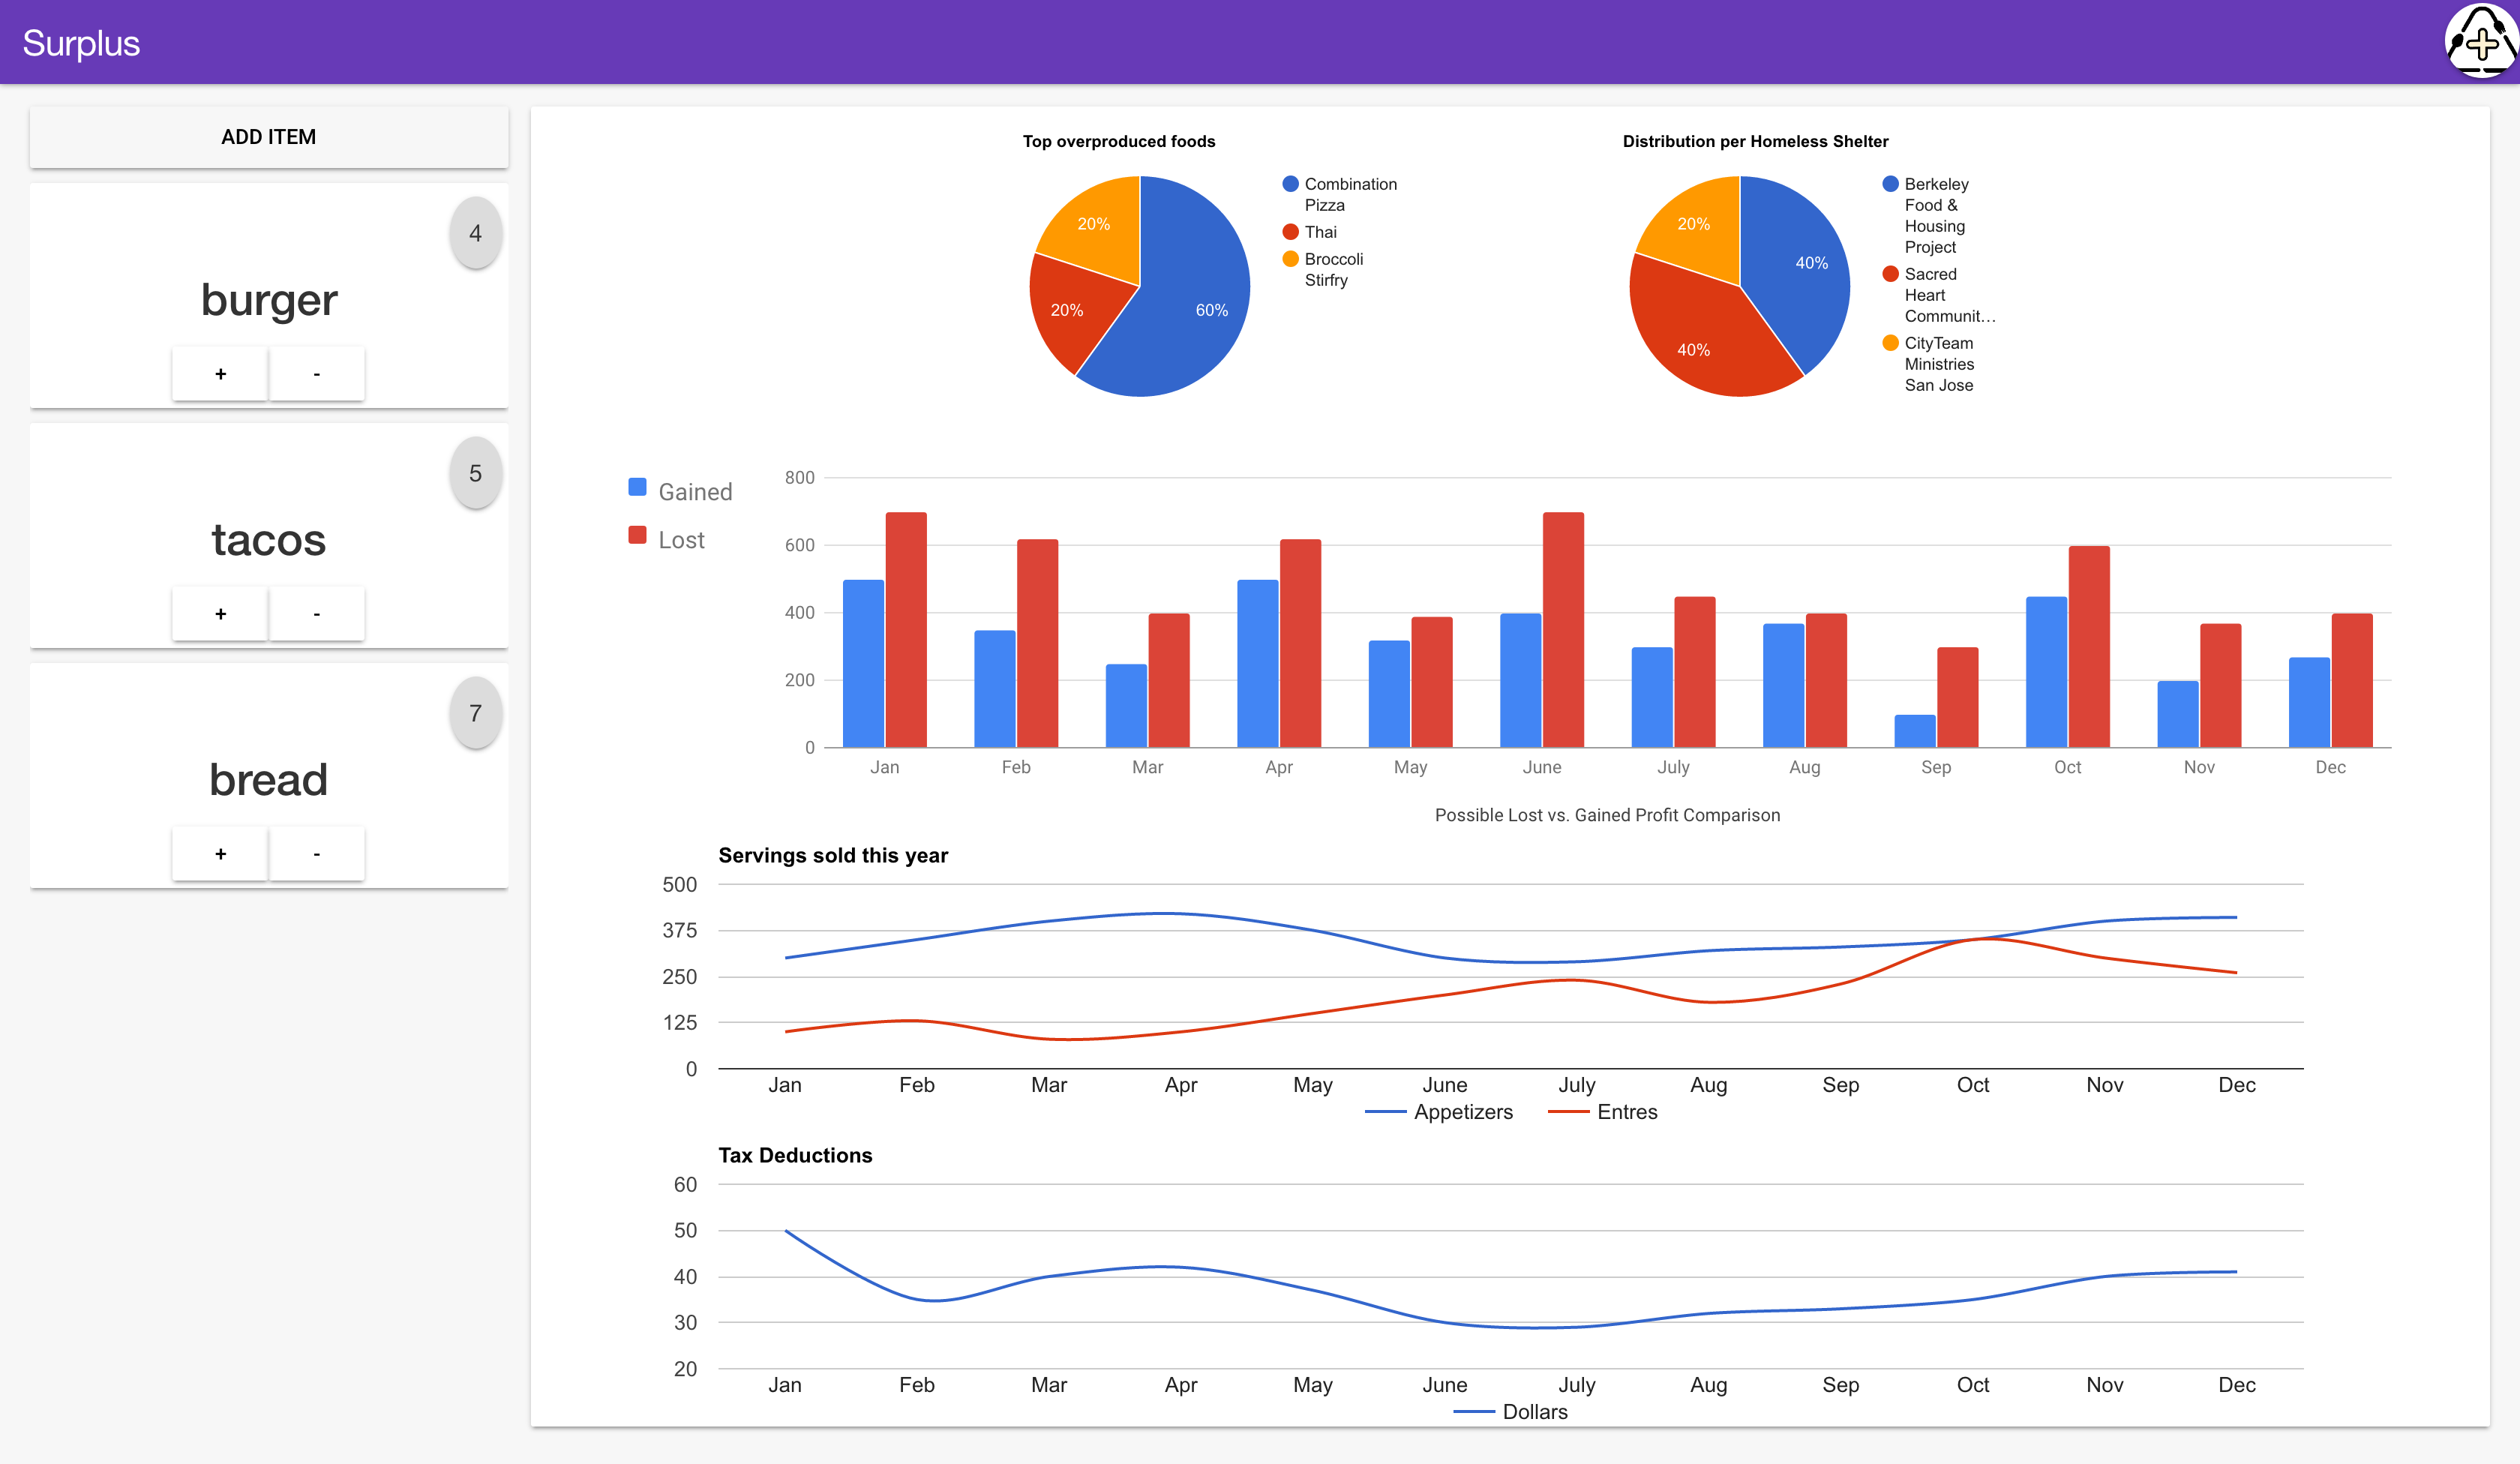 Surplus
ADD ITEM
4
burger
+ -
5
tacos
+ -
7
bread
+ -
Top overproduced foods
60%
20%
20%
Combination
Pizza
Thai
Broccoli
Stirfry
Distribution per Homeless Shelter
40%
40%
20%
Berkeley
Food &
Housing
Project
Sacred
Heart
Communit…
CityTeam
Ministries
San Jose
Gained
Lost
800
600
400
200
0
Jan Feb Mar Apr May June July Aug Sep Oct Nov Dec
Possible Lost vs. Gained Profit Comparison
Servings sold this year
500
375
250
125
0
Jan Feb Mar Apr May June July Aug Sep Oct Nov Dec
Appetizers Entres
Tax Deductions
60
50
40
30
20
Jan Feb Mar Apr May June July Aug Sep Oct Nov Dec
Dollars